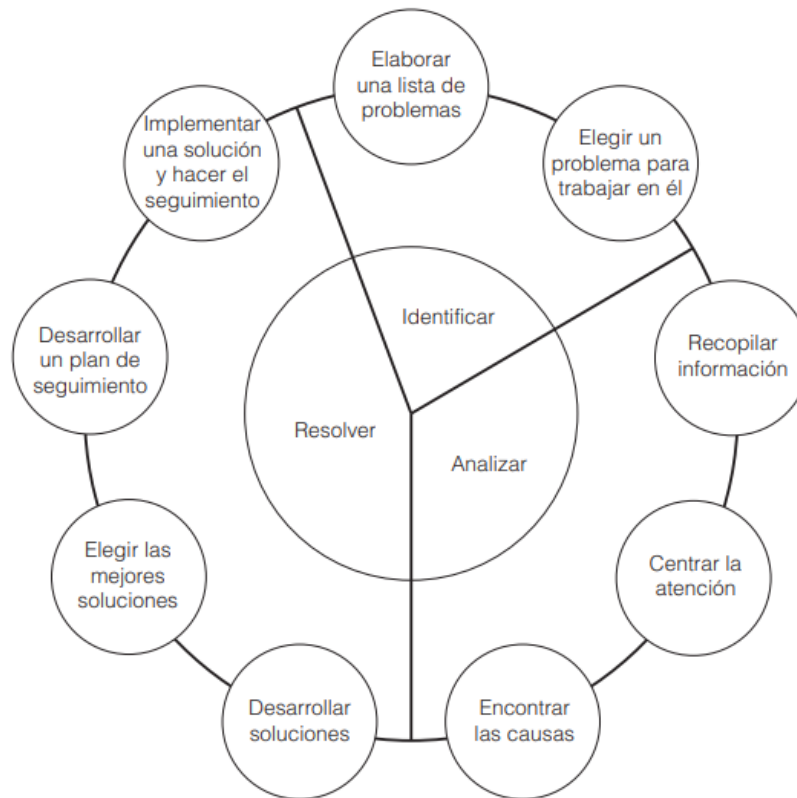 Elaborar
una lista de
problemas
Elegir un
problema para
trabajar en él
Recopilar
información
Centrar la
atención
Encontrar
las causas
Desarrollar
soluciones
Elegir las
mejores
soluciones
Desarrollar
un plan de
seguimiento
Implementar
una solución
y hacer el
seguimiento
Identificar
Analizar
Resolver